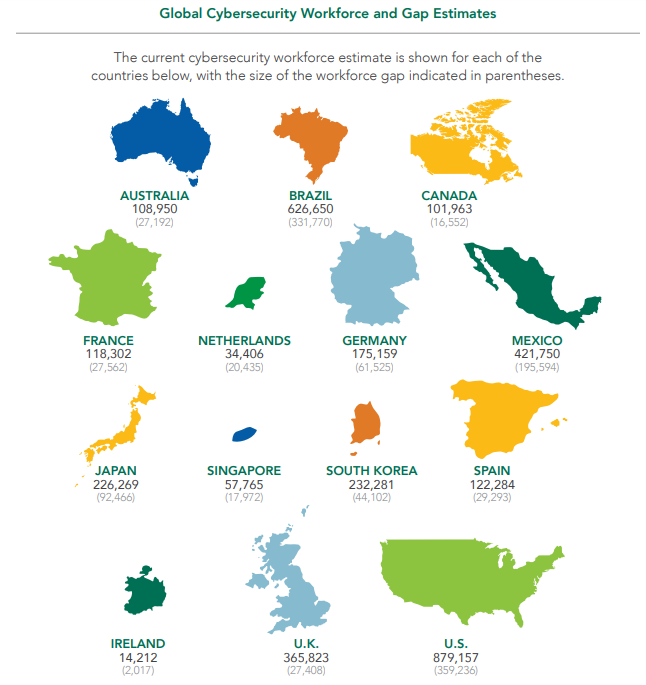 Global Cybersecurity Workforce and Gap Estimates
The current cybersecurity workforce estimate is shown for each of the
countries below, with the size of the workforce gap indicated in parentheses.
AUSTRALIA
108,950
(27,192)
BRAZIL
626,650
(331,770)
CANADA
101,963
(16,552)
FRANCE
118,302
(27,562)
NETHERLANDS
34,406
(20,435)
GERMANY
175,159
(61,525)
MEXICO
421,750
(195,594)
JAPAN
226,269
(92,466)
SINGAPORE
57,765
(17,972)
SOUTH KOREA
232,281
(44,102)
SPAIN
122,284
(29,293)
IRELAND
14,212
(2,017)
U.K.
365,823
(27,408)
U.S.
879,157
(359,236)